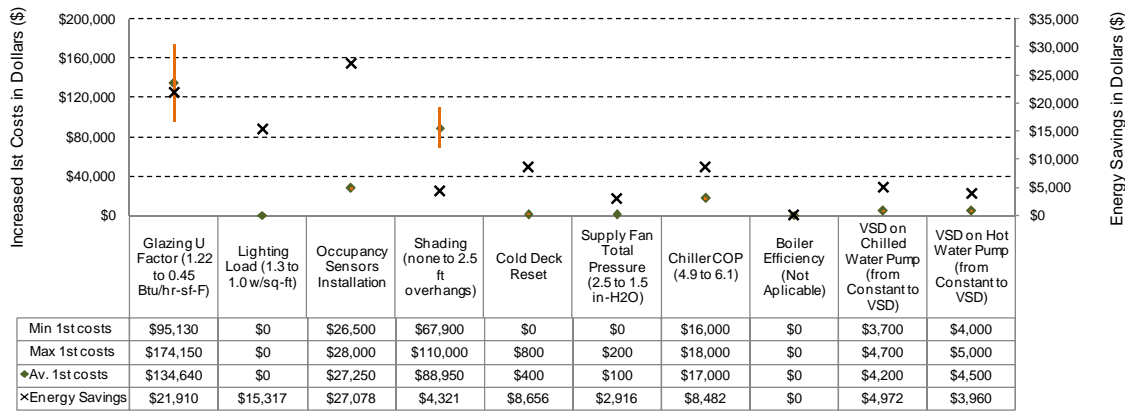 Increased Ist Costs in Dollars ($)
$200,000
$160,000
$120,000
$80,000
$40,000
$0
$35,000
$30,000
$25,000
$20,000
$15,000
$10,000
$5,000
$0
Energy Savings in Dollars ($)
Glazing U
Factor (1.22
to 0.45
Btu/hr-sf-F)
Lighting
Load (1.3 to
1.0 w/sq-ft)
Occupancy
Sensors
Installation
Shading
(none to 2.5
ft
overhangs)
Cold Deck
Reset
Supply Fan
Total
Pressure
(2.5 to 1.5
in-H2O)
Chiller COP
(4.9 to 6.1)
Boiler
Efficiency
(Not
Aplicable)
VSD on
Chilled
Water Pump
(from
Constant to
VSD)
VSD on Hot
Water Pump
(from
Constant to
VSD)
Min 1st costs $95,130 $0 $26,500 $67,900 $0 $0 $16,000 $0 $3,700 $4,000
Max 1st costs $174,150 $0 $28,000 $110,000 $800 $200 $18,000 $0 $4,700 $5,000
Av. 1st costs $134,640 $0 $27,250 $88,950 $400 $100 $17,000 $0 $4,200 $4,500
Energy Savings $21,910 $15,317 $27,078 $4,321 $8,656 $2,916 $8,482 $0 $4,972 $3,960